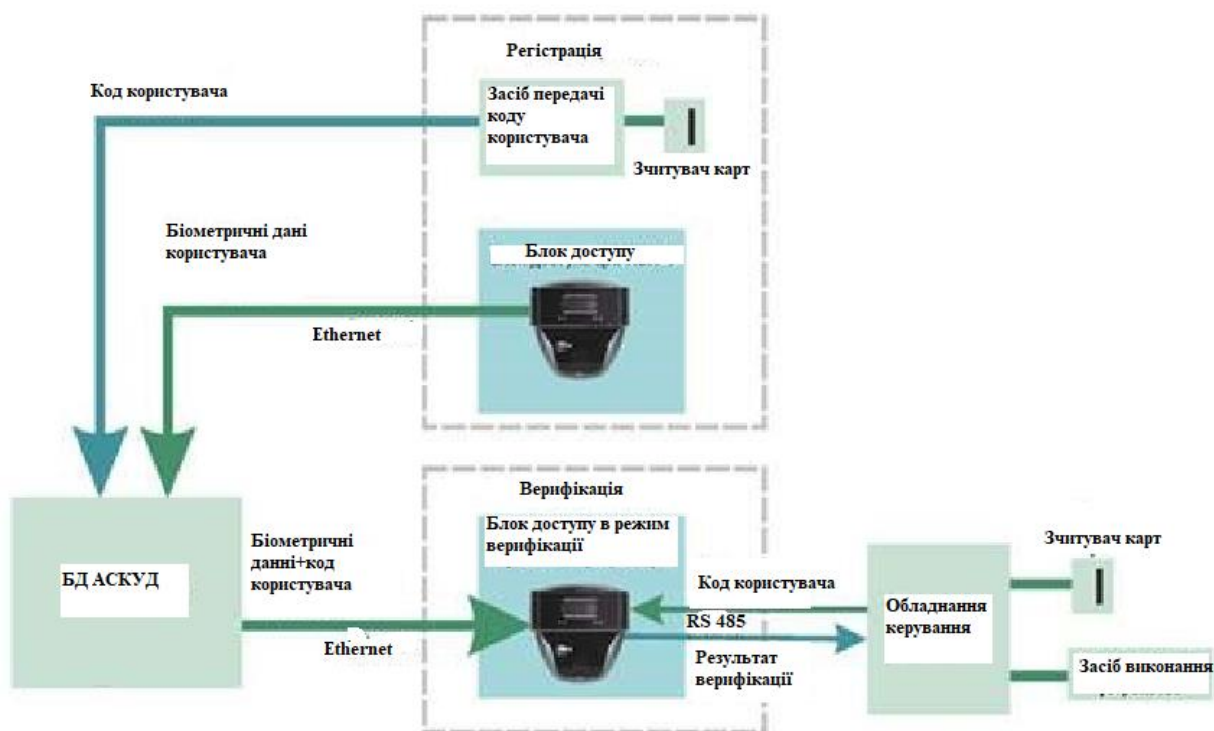 Регістрація
Код користувача
Засіб передачі
коду
користувача
Зчитувач карт
Біометричні дані
користувача
Блок доступу
Ethernet
Верифікація
Блок доступу в режим
верифікації
Біометричні
данні+код
користувача
БД АСКУД
Ethernet
Код користувача
RS 485
Результат
верифікації
Обладнання
керування
Зчитувач карт
Засіб виконання